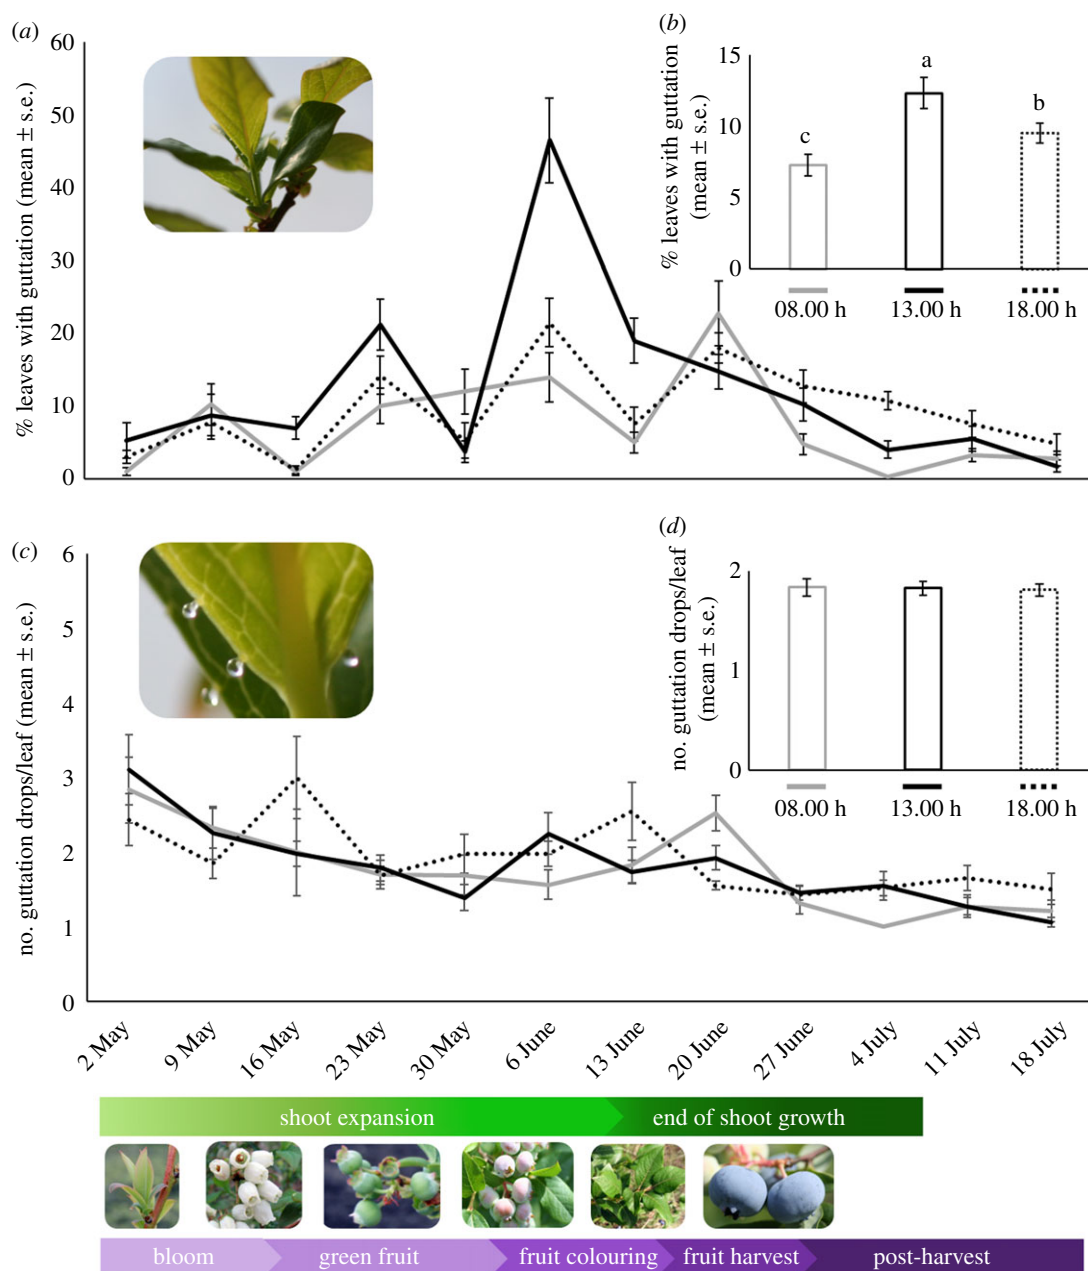 (a)
% leaves with guttation (mean ± s.e.)
60
50
40
30
20
10
0
(b)
% leaves with guttation
(mean ± s.e.)
15
10
5
0
c
a
b
08.00 h 13.00 h 18.00 h
(c)
no. guttation drops/leaf (mean ± s.e.)
6
5
4
3
2
1
0
(d)
no. guttation drops/leaf
(mean ± s.e.)
2
1
0
08.00 h 13.00 h 18.00 h
2 May 9 May 16 May 23 May 30 May 6 June 13 June 20 June 27 June 4 July 11 July 18 July
shoot expansion end of shoot growth
bloom green fruit fruit colouring fruit harvest post-harvest